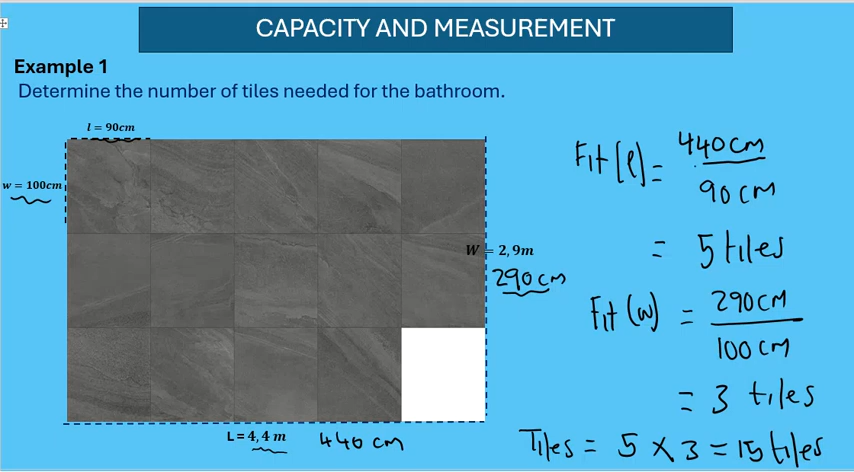 CAPACITY AND MEASUREMENT
Example 1
Determine the number of tiles needed for the bathroom.
l = 90cm
w = 100cm
W = 2,9m
290cm
L = 4,4 m
440 cm
Fit(l) = 440cm
90cm
= 5 tiles
Fit(w) = 290cm
100cm
= 3 tiles
Tiles = 5 × 3 = 15 tiles